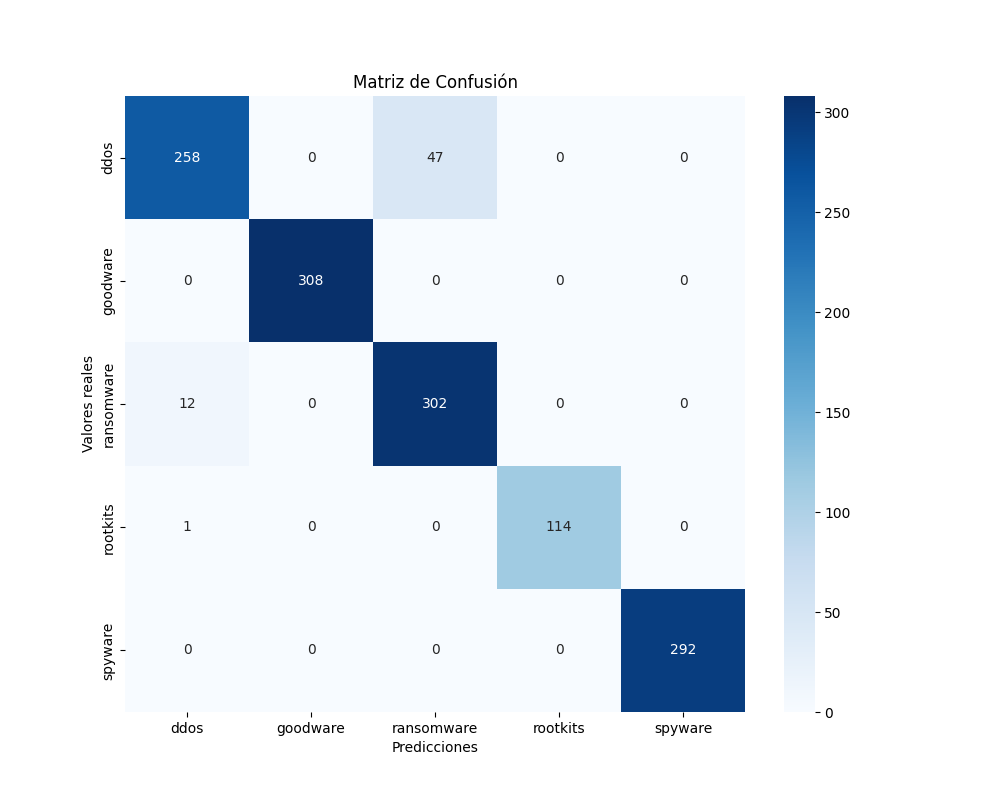 Matriz de Confusión
ddos
258 0 47 0 0
goodware
0 308 0 0 0
Valores reales
ransomware
12 0 302 0 0
rootkits
1 0 0 114 0
spyware
0 0 0 0 292
ddos goodware ransomware rootkits spyware
Predicciones
300
250
200
150
100
50
0